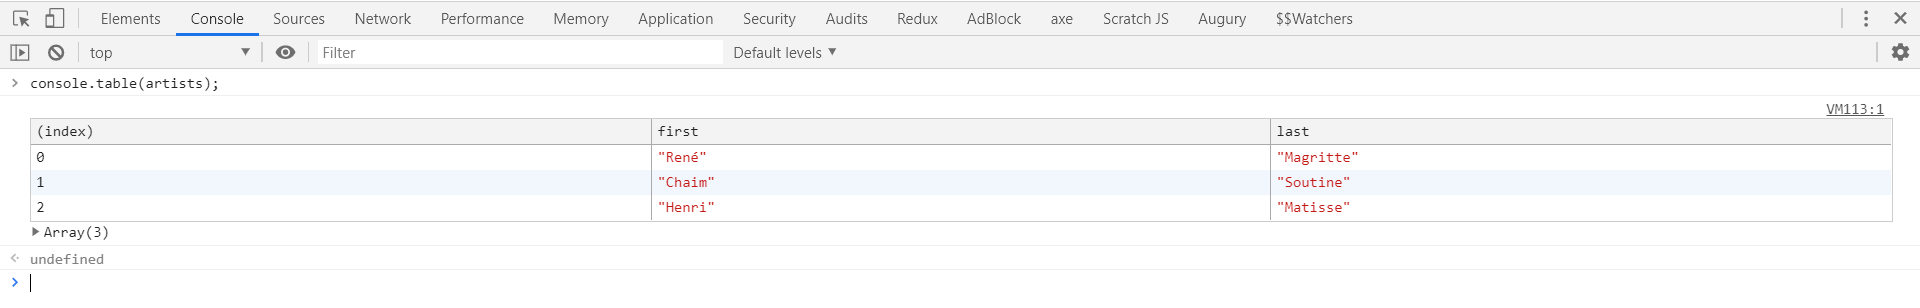 Elements Console Sources Network Performance Memory Application Security Audits Redux AdBlock axe Scratch JS Augury $$Watchers
top Filter Default levels
console.table(artists);
VM113:1
(index) first last
0 "René" "Magritte"
1 "Chaim" "Soutine"
2 "Henri" "Matisse"
Array(3)
undefined